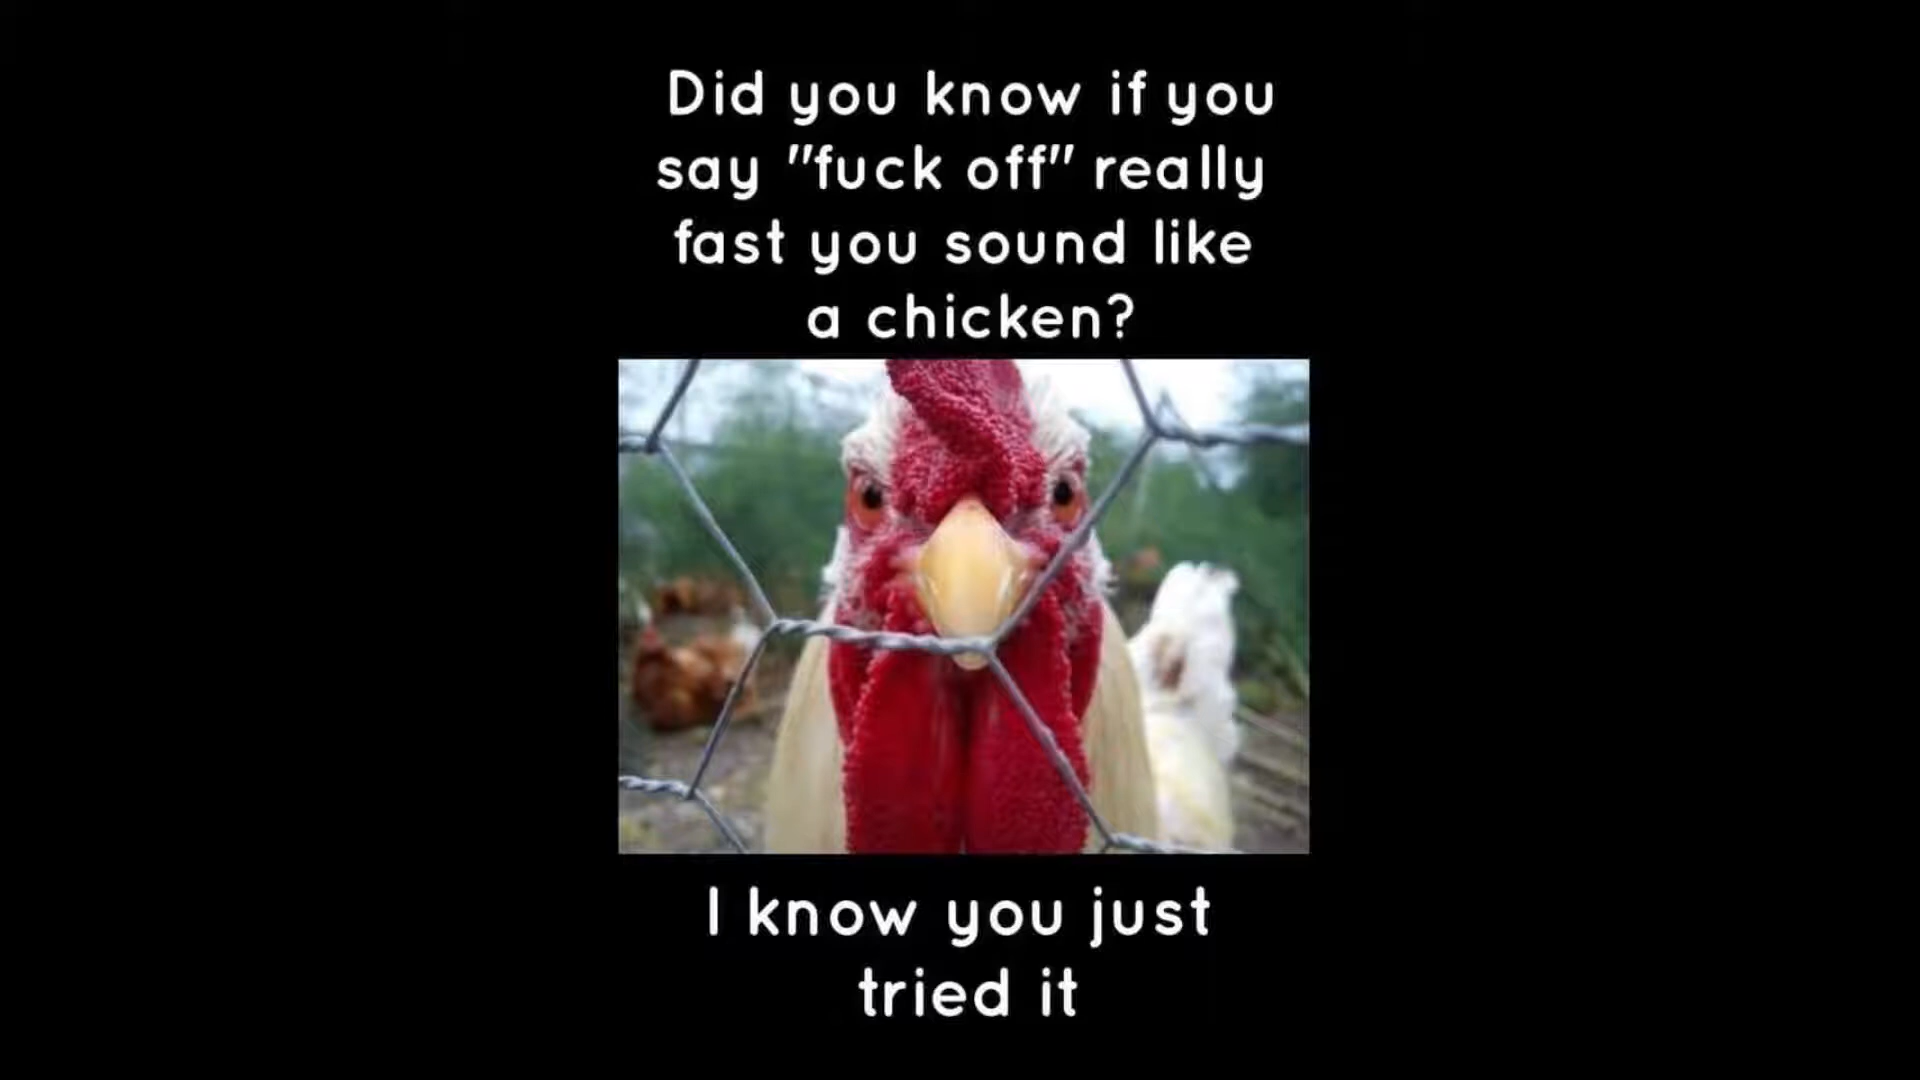 Did you know if you
say "fuck off" really
fast you sound like
a chicken?
I know you just
tried it